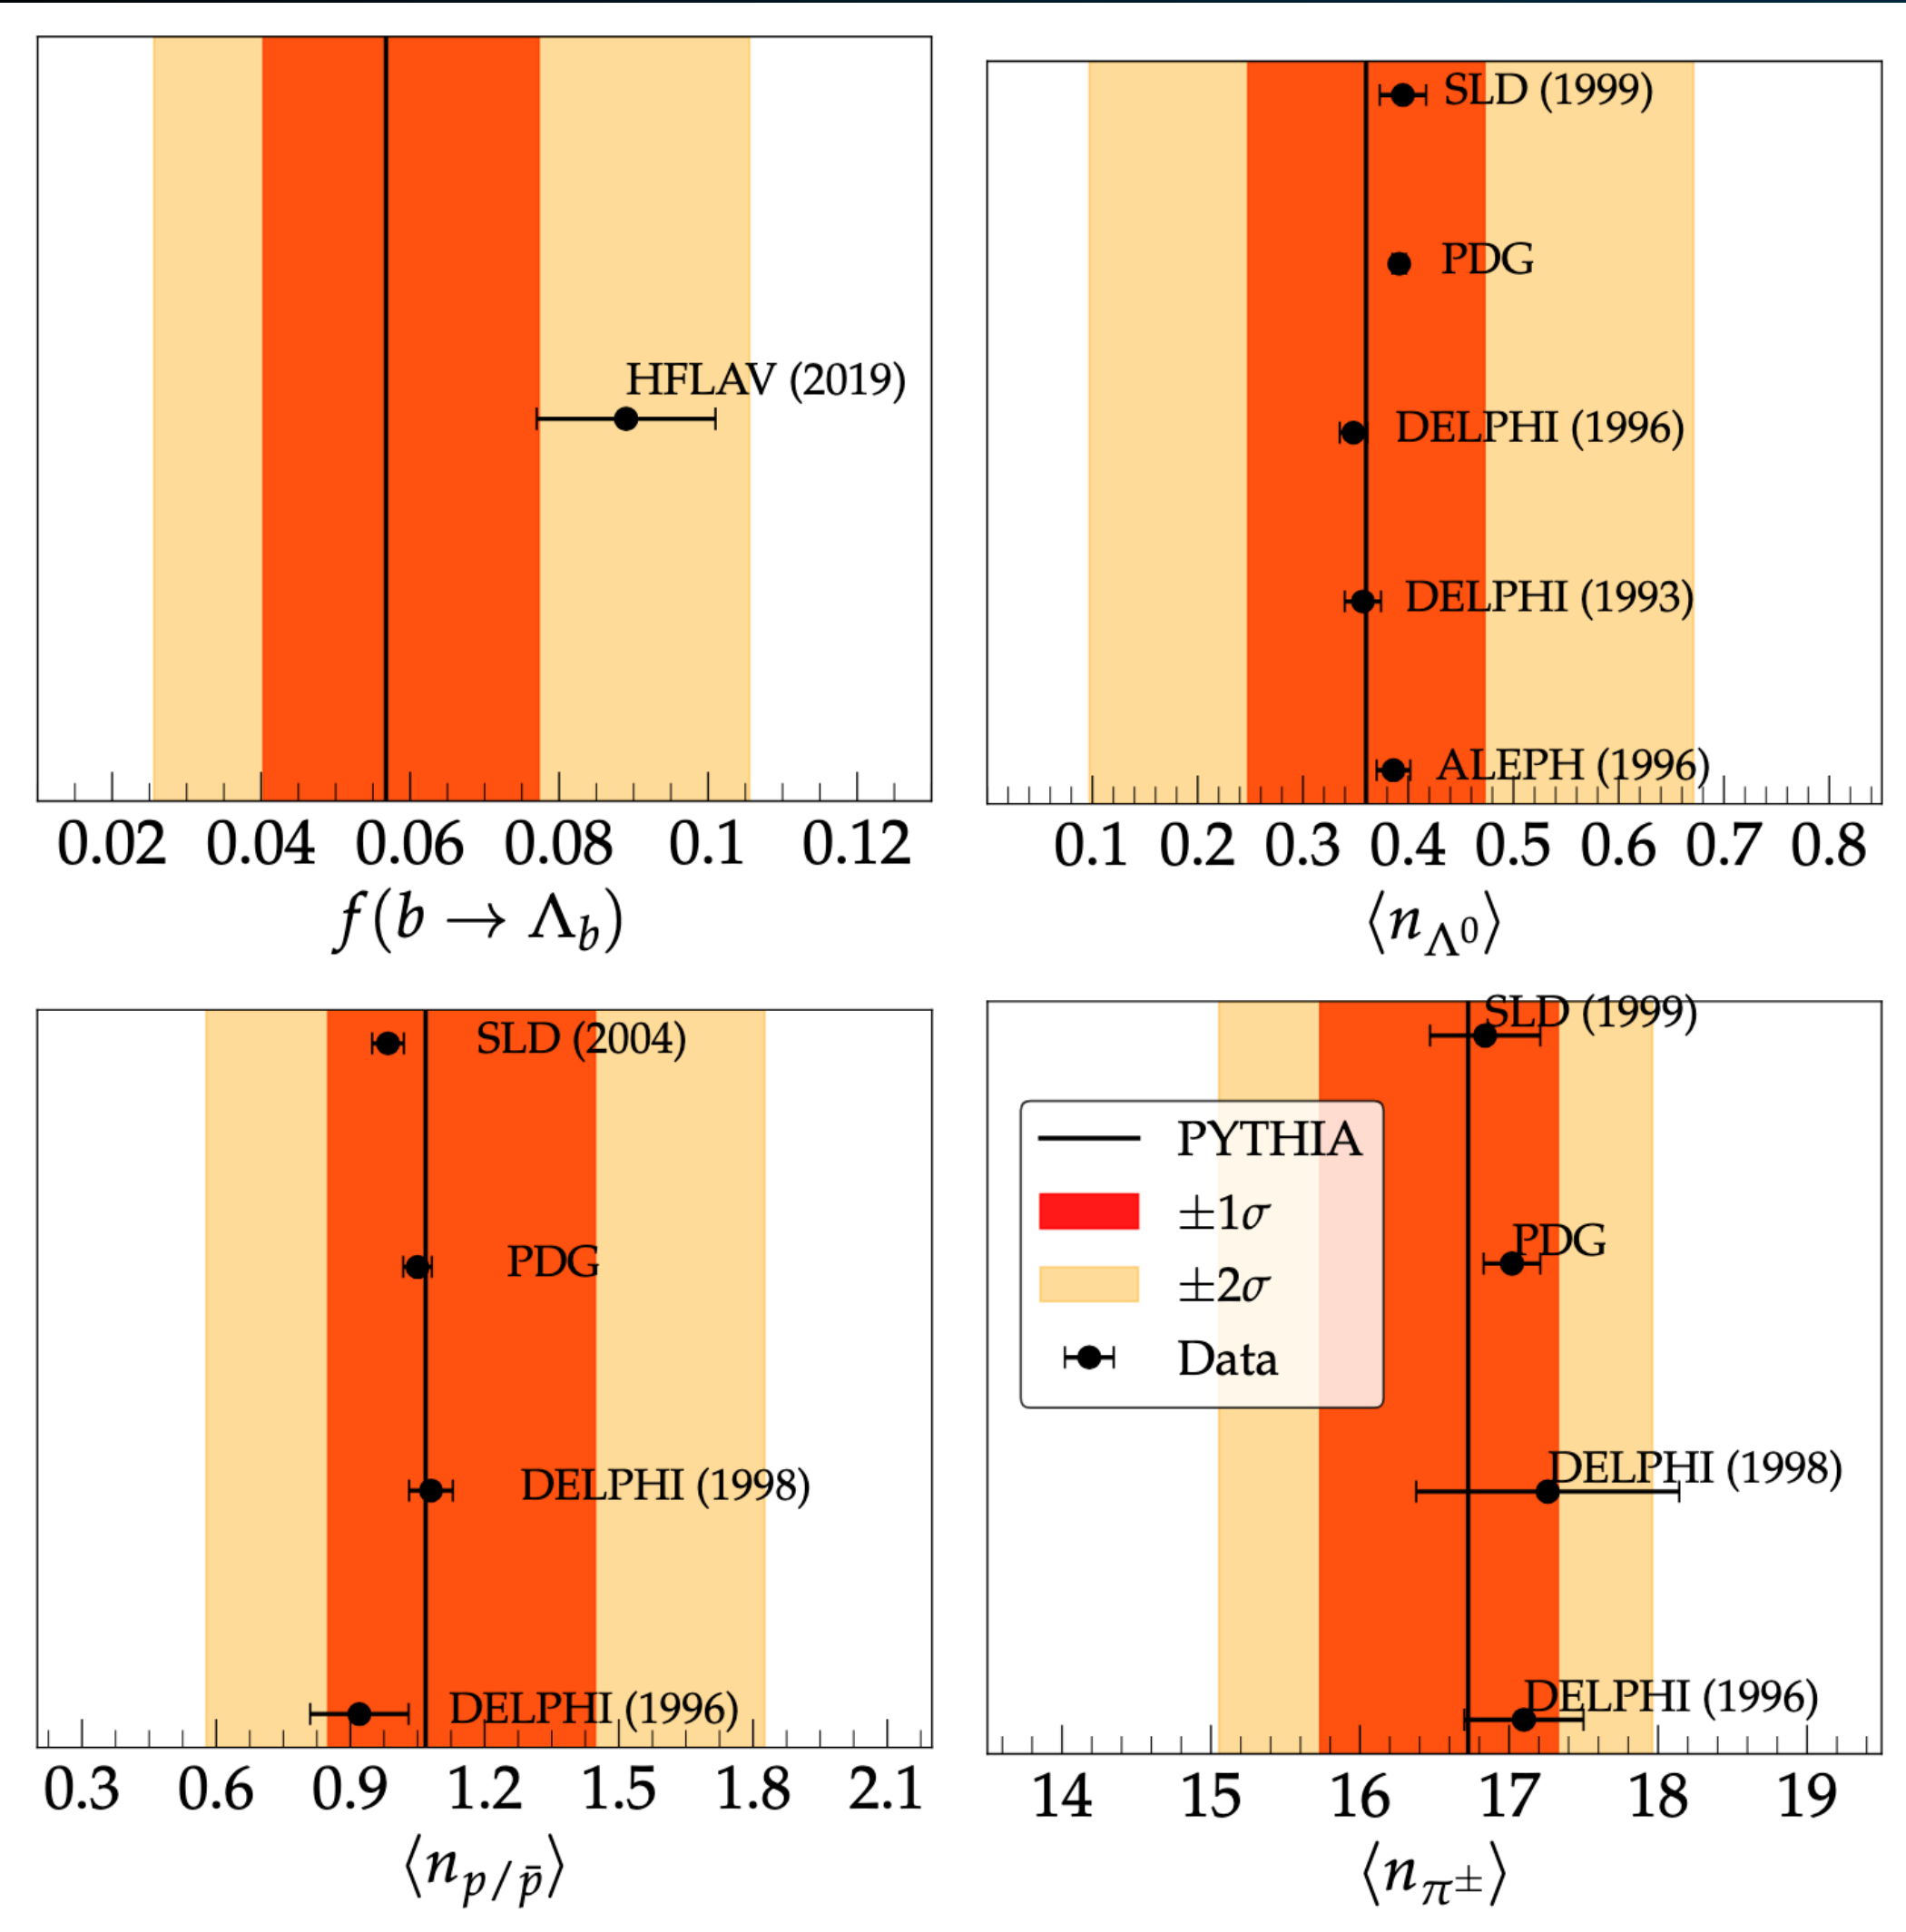 HFLAV (2019)
0.02 0.04 0.06 0.08 0.1 0.12
f(b → Λ_b)
SLD (1999)
PDG
DELPHI (1996)
DELPHI (1993)
ALEPH (1996)
0.1 0.2 0.3 0.4 0.5 0.6 0.7 0.8
⟨n_Λ⁰⟩
SLD (2004)
PDG
DELPHI (1998)
DELPHI (1996)
0.3 0.6 0.9 1.2 1.5 1.8 2.1
⟨n_p/p̄⟩
SLD (1999)
PYTHIA
±1σ
±2σ
Data
PDG
DELPHI (1998)
DELPHI (1996)
14 15 16 17 18 19
⟨n_π±⟩